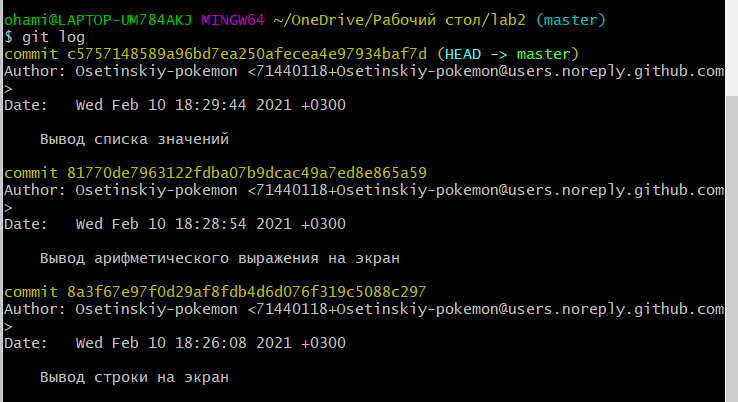 ohami@LAPTOP-UM784AKJ MINGW64 ~/OneDrive/Рабочий стол/lab2 (master)
$ git log
commit c5757148589a96bd7ea250afecea4e97934baf7d (HEAD -> master)
Author: Osetinskiy-pokemon <71440118+Osetinskiy-pokemon@users.noreply.github.com
>
Date:   Wed Feb 10 18:29:44 2021 +0300
    Вывод списка значений
commit 81770de7963122fdba07b9dcac49a7ed8e865a59
Author: Osetinskiy-pokemon <71440118+Osetinskiy-pokemon@users.noreply.github.com
>
Date:   Wed Feb 10 18:28:54 2021 +0300
    Вывод арифметического выражения на экран
commit 8a3f67e97f0d29af8fdb4d6d076f319c5088c297
Author: Osetinskiy-pokemon <71440118+Osetinskiy-pokemon@users.noreply.github.com
>
Date:   Wed Feb 10 18:26:08 2021 +0300
    Вывод строки на экран